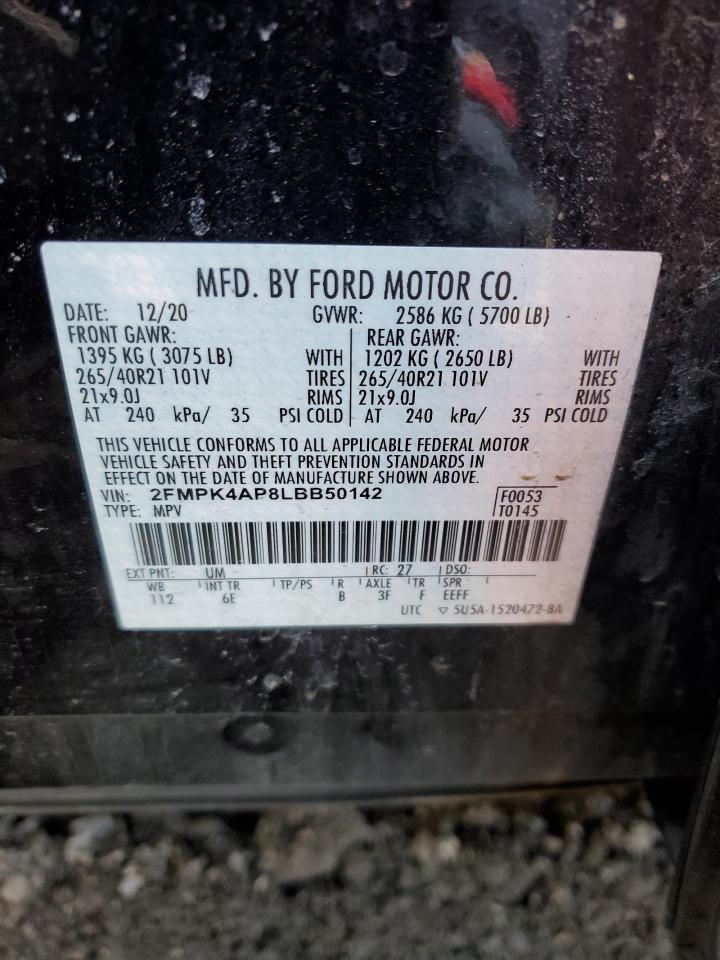 MFD. BY FORD MOTOR CO.
DATE: 12/20 GVWR: 2586 KG ( 5700 LB)
FRONT GAWR: REAR GAWR:
1395 KG ( 3075 LB) WITH 1202 KG ( 2650 LB) WITH
265/40R21 101V TIRES 265/40R21 101V TIRES
21x9.0J RIMS 21x9.0J RIMS
AT 240 kPa/ 35 PSI COLD AT 240 kPa/ 35 PSI COLD
THIS VEHICLE CONFORMS TO ALL APPLICABLE FEDERAL MOTOR
VEHICLE SAFETY AND THEFT PREVENTION STANDARDS IN
EFFECT ON THE DATE OF MANUFACTURE SHOWN ABOVE.
VIN: 2FMPK4AP8LBB50142 F0053
TYPE: MPV T0145
EXT PNT: UM RC: 27 DSO:
WB INT TR TP/PS R AXLE TR SPR
112 6E B 3F F EEFF
UTC ▽ 5U5A-1520472-BA